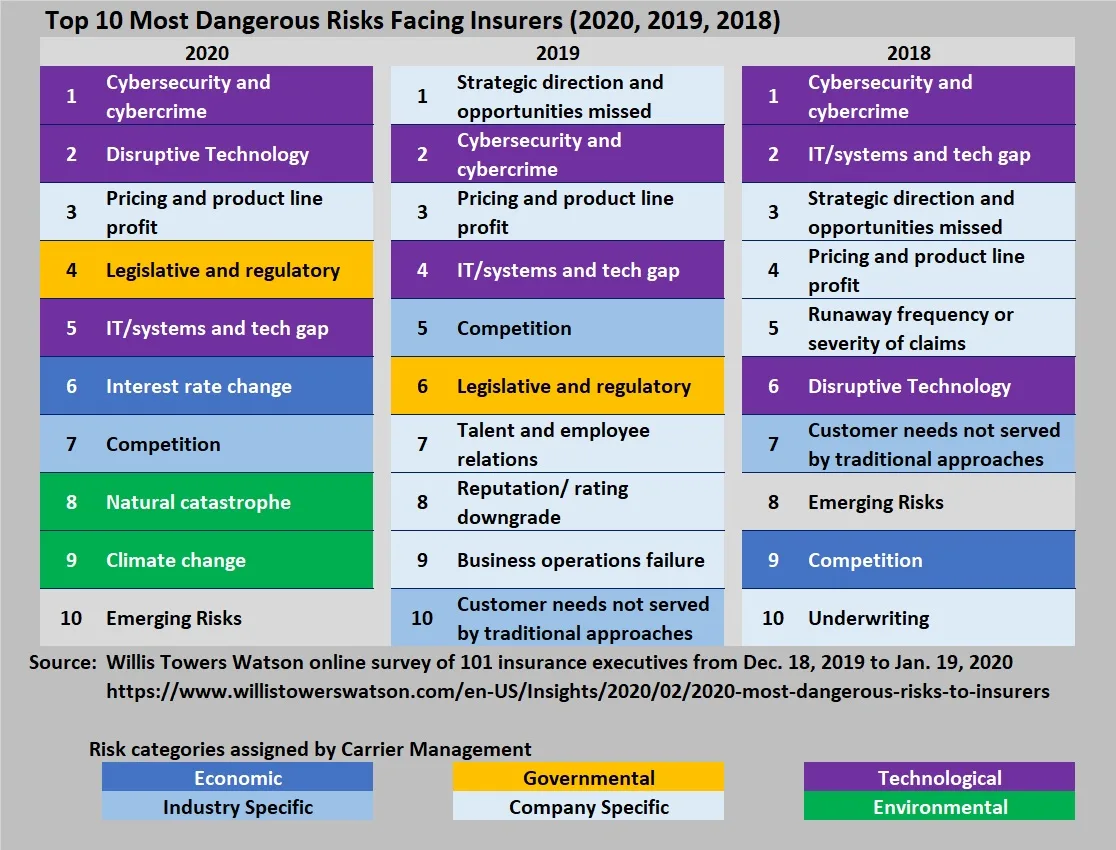 Top 10 Most Dangerous Risks Facing Insurers (2020, 2019, 2018)
2020
1 Cybersecurity and
cybercrime
2 Disruptive Technology
3 Pricing and product line
profit
4 Legislative and regulatory
5 IT/systems and tech gap
6 Interest rate change
7 Competition
8 Natural catastrophe
9 Climate change
10 Emerging Risks
2019
1 Strategic direction and
opportunities missed
2 Cybersecurity and
cybercrime
3 Pricing and product line
profit
4 IT/systems and tech gap
5 Competition
6 Legislative and regulatory
7 Talent and employee
relations
8 Reputation/ rating
downgrade
9 Business operations failure
10 Customer needs not served
by traditional approaches
2018
1 Cybersecurity and
cybercrime
2 IT/systems and tech gap
3 Strategic direction and
opportunities missed
4 Pricing and product line
profit
5 Runaway frequency or
severity of claims
6 Disruptive Technology
7 Customer needs not served
by traditional approaches
8 Emerging Risks
9 Competition
10 Underwriting
Source: Willis Towers Watson online survey of 101 insurance executives from Dec. 18, 2019 to Jan. 19, 2020
https://www.willistowerswatson.com/en-US/Insights/2020/02/2020-most-dangerous-risks-to-insurers
Risk categories assigned by Carrier Management
Economic
Industry Specific
Governmental
Company Specific
Technological
Environmental